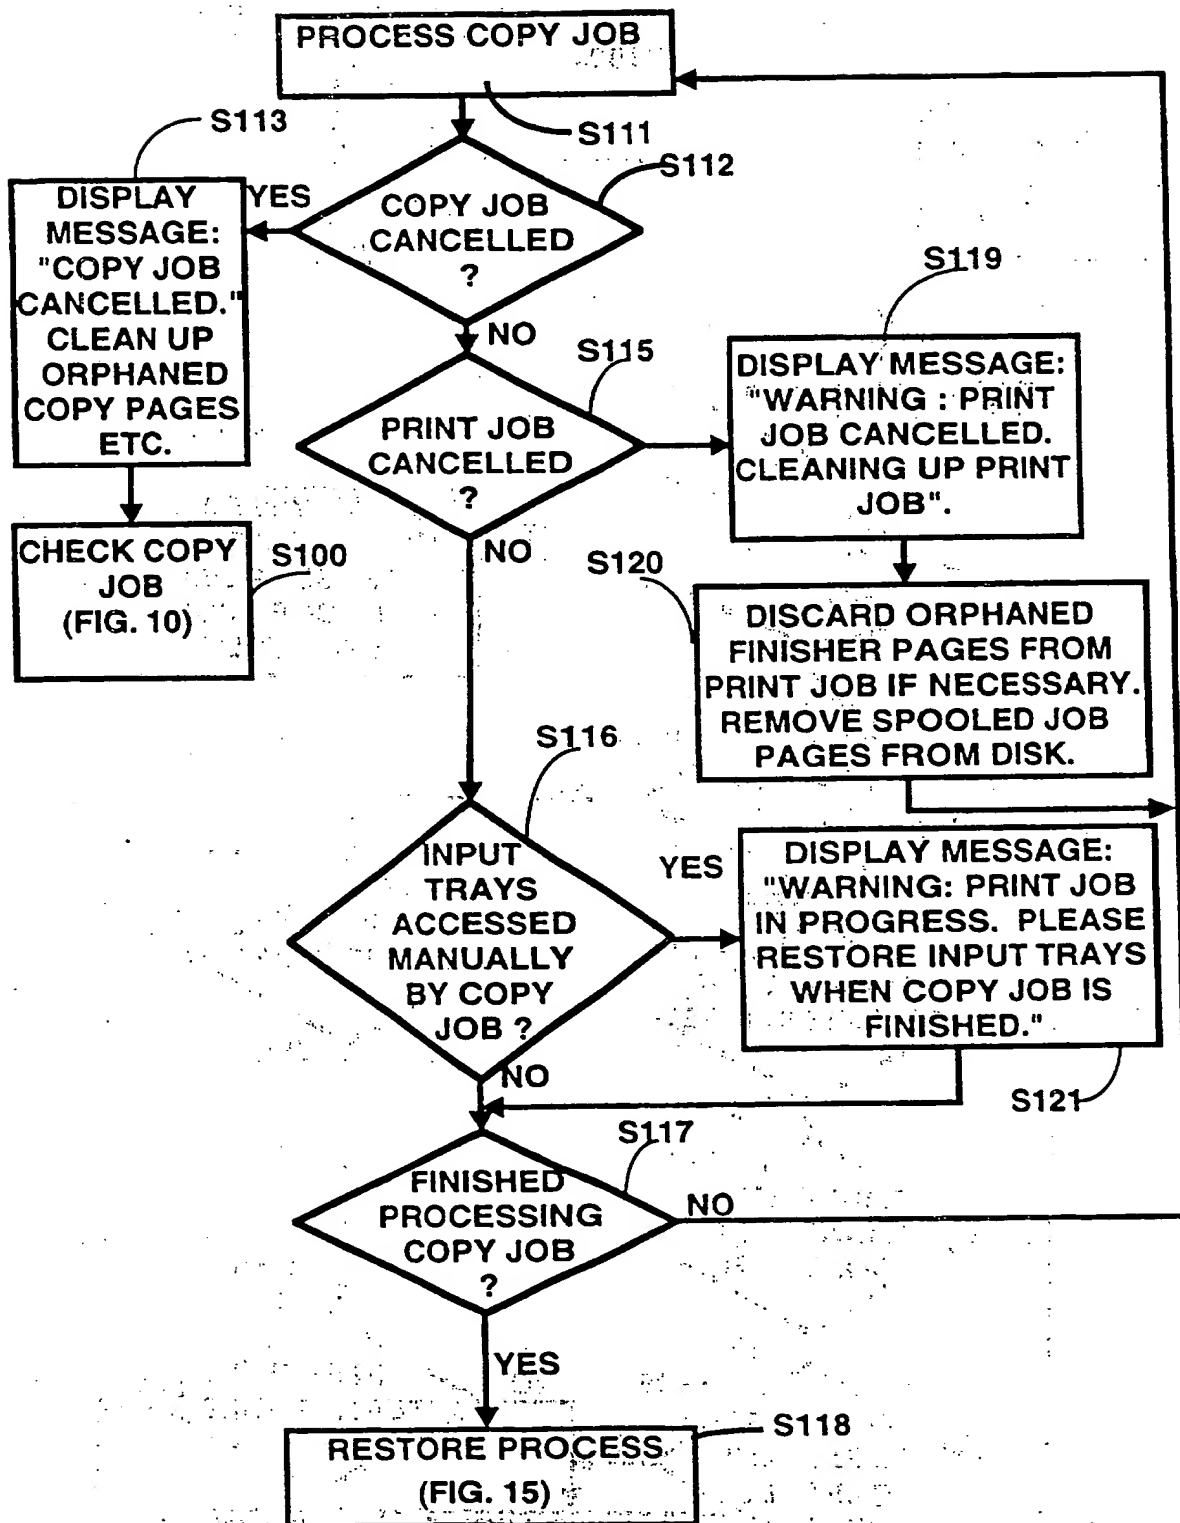 PROCESS COPY JOB
S111
S113
S112
DISPLAY
MESSAGE:
"COPY JOB
CANCELLED."
CLEAN UP
ORPHANED
COPY PAGES
ETC.
YES
COPY JOB
CANCELLED
?
NO
S119
S115
DISPLAY MESSAGE:
"WARNING : PRINT
JOB CANCELLED.
CLEANING UP PRINT
JOB".
PRINT JOB
CANCELLED
?
NO
CHECK COPY
JOB
(FIG. 10)
S100
S120
DISCARD ORPHANED
FINISHER PAGES FROM
PRINT JOB IF NECESSARY.
REMOVE SPOOLED JOB
PAGES FROM DISK.
S116
INPUT
TRAYS
ACCESSED
MANUALLY
BY COPY
JOB ?
YES
DISPLAY MESSAGE:
"WARNING: PRINT JOB
IN PROGRESS. PLEASE
RESTORE INPUT TRAYS
WHEN COPY JOB IS
FINISHED."
NO
S121
S117
FINISHED
PROCESSING
COPY JOB
?
NO
YES
RESTORE PROCESS
(FIG. 15)
S118